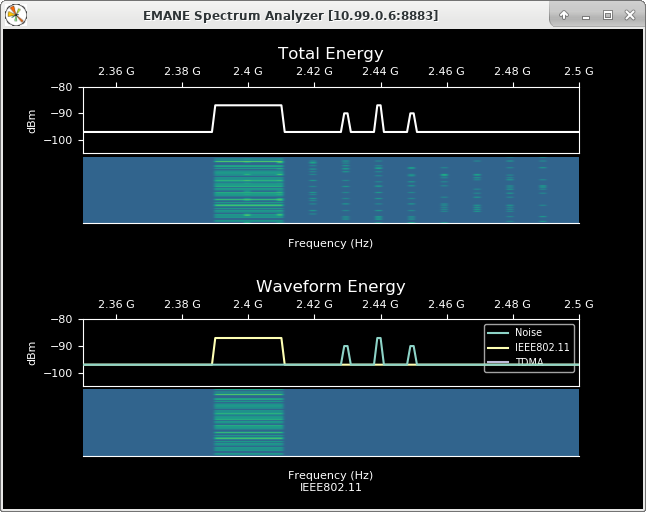 EMANE Spectrum Analyzer [10.99.0.6:8883]
Total Energy
2.36 G 2.38 G 2.4 G 2.42 G 2.44 G 2.46 G 2.48 G 2.5 G
−80
−90
−100
dBm
Frequency (Hz)
Waveform Energy
2.36 G 2.38 G 2.4 G 2.42 G 2.44 G 2.46 G 2.48 G 2.5 G
−80
−90
−100
dBm
Noise
IEEE802.11
TDMA
Frequency (Hz)
IEEE802.11